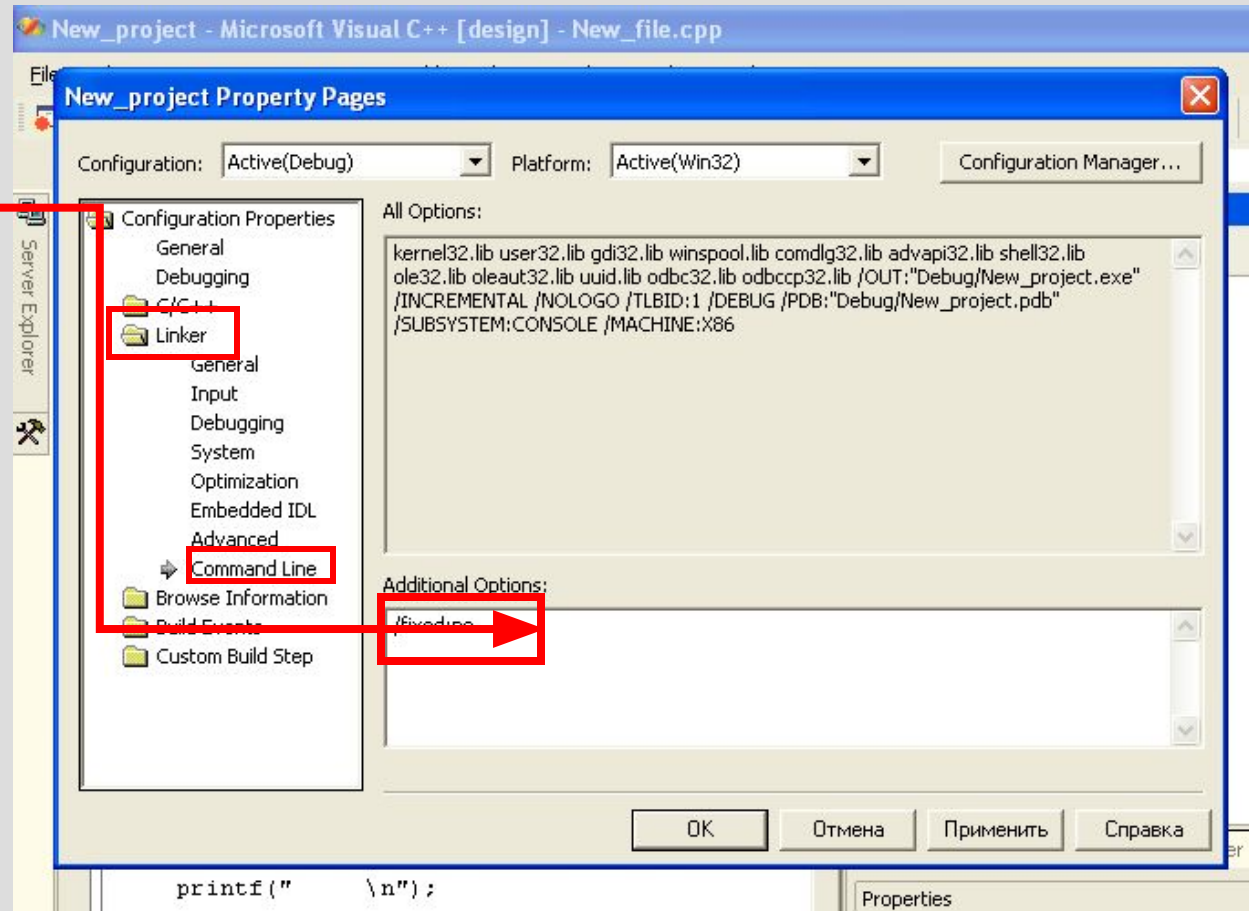 New_project - Microsoft Visual C++ [design] - New_file.cpp
File
New_project Property Pages
Configuration: Active(Debug) Platform: Active(Win32) Configuration Manager...
Server Explorer
Configuration Properties
General
Debugging
C/C++
Linker
General
Input
Debugging
System
Optimization
Embedded IDL
Advanced
Command Line
Browse Information
Build Events
Custom Build Step
All Options:
kernel32.lib user32.lib gdi32.lib winspool.lib comdlg32.lib advapi32.lib shell32.lib
ole32.lib oleaut32.lib uuid.lib odbc32.lib odbccp32.lib /OUT:"Debug/New_project.exe"
/INCREMENTAL /NOLOGO /TLBID:1 /DEBUG /PDB:"Debug/New_project.pdb"
/SUBSYSTEM:CONSOLE /MACHINE:X86
Additional Options:
/fixed:no
OK Отмена Применить Справка
er
printf(" \n");
Properties